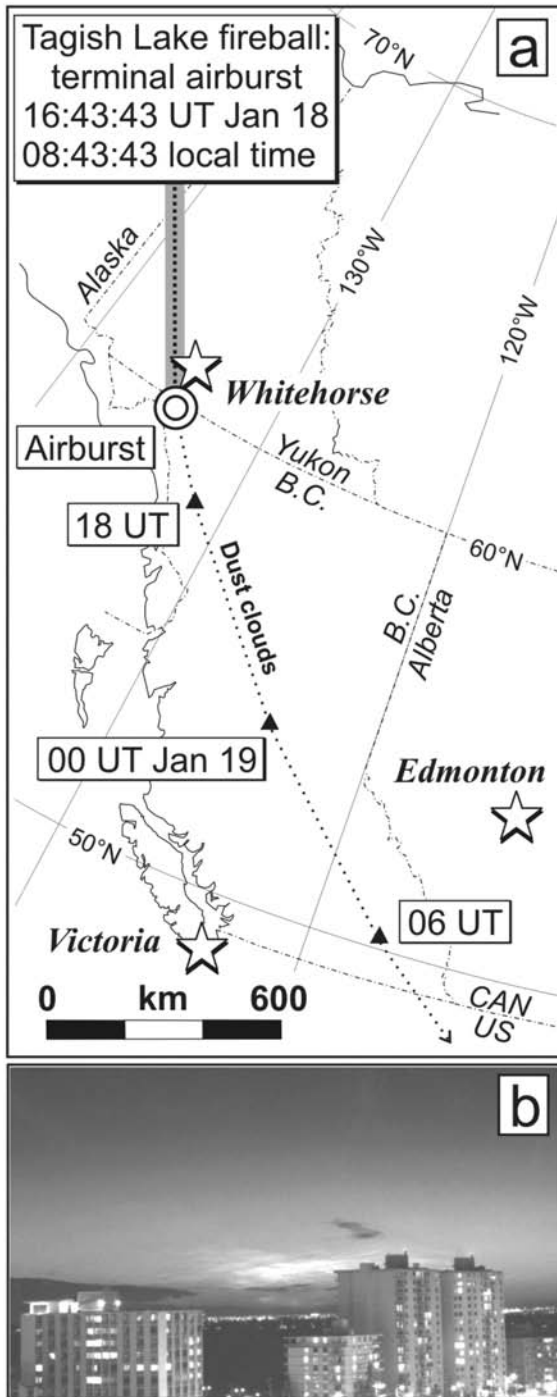 Tagish Lake fireball:
terminal airburst
16:43:43 UT Jan 18
08:43:43 local time
a
70°N
Alaska
130°W
120°W
Whitehorse
Airburst
Yukon
B.C.
18 UT
60°N
Dust clouds
B.C.
Alberta
00 UT Jan 19
Edmonton
50°N
06 UT
Victoria
0 km 600
CAN
US
b